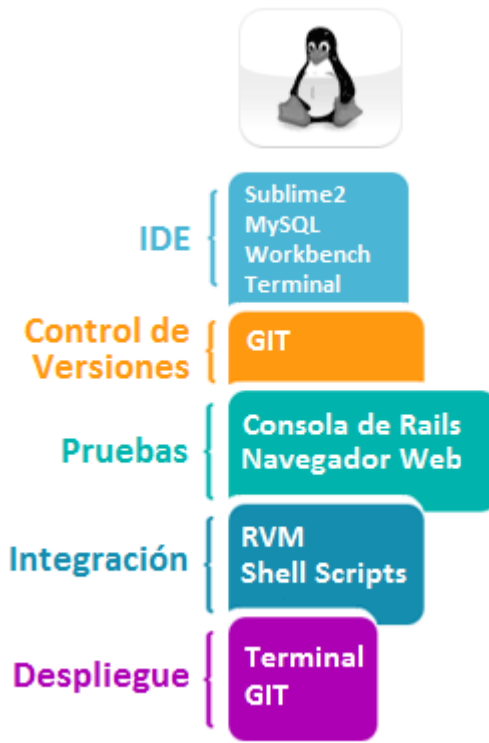 IDE
Sublime2
MySQL
Workbench
Terminal
Control de
Versiones
GIT
Pruebas
Consola de Rails
Navegador Web
Integración
RVM
Shell Scripts
Despliegue
Terminal
GIT